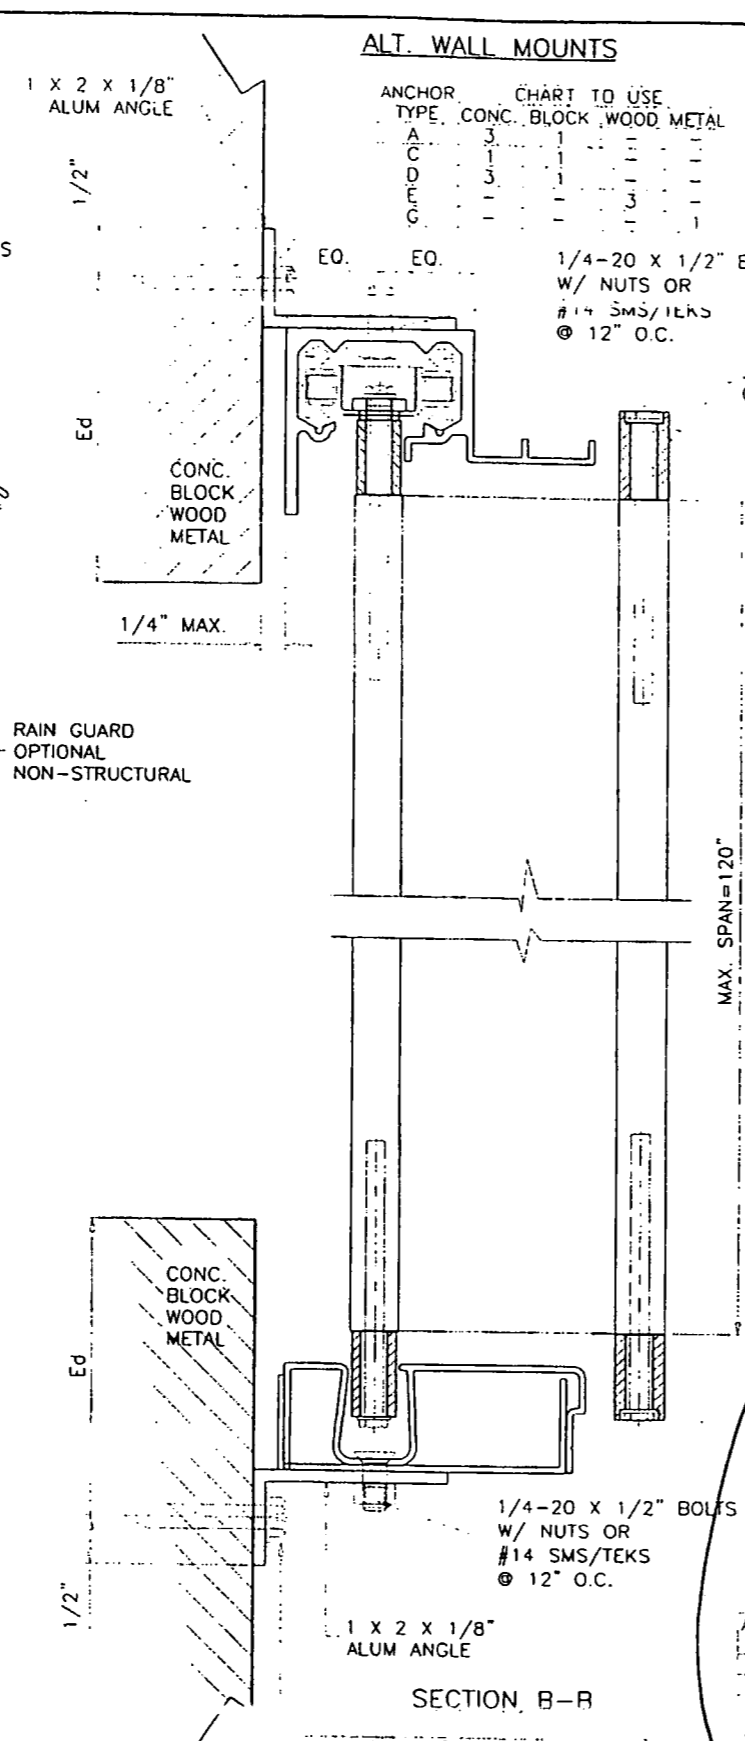 ALT. WALL MOUNTS
1 X 2 X 1/8"
ALUM ANGLE
ANCHOR CHART TO USE
TYPE CONC. BLOCK WOOD METAL
A 3 1 - -
C 1 1 - -
D 3 1 - -
E - - 3 -
G - - - 1
1/2"
S
EQ. EQ.
1/4-20 X 1/2"
W/ NUTS OR
#14 SMS/TEKS
@ 12" O.C.
Ed
CONC.
BLOCK
WOOD
METAL
1/4" MAX.
RAIN GUARD
OPTIONAL
NON-STRUCTURAL
MAX. SPAN=120"
CONC.
BLOCK
WOOD
METAL
Ed
1/4-20 X 1/2" BOLTS
W/ NUTS OR
#14 SMS/TEKS
@ 12" O.C.
1/2"
1 X 2 X 1/8"
ALUM ANGLE
SECTION B-B